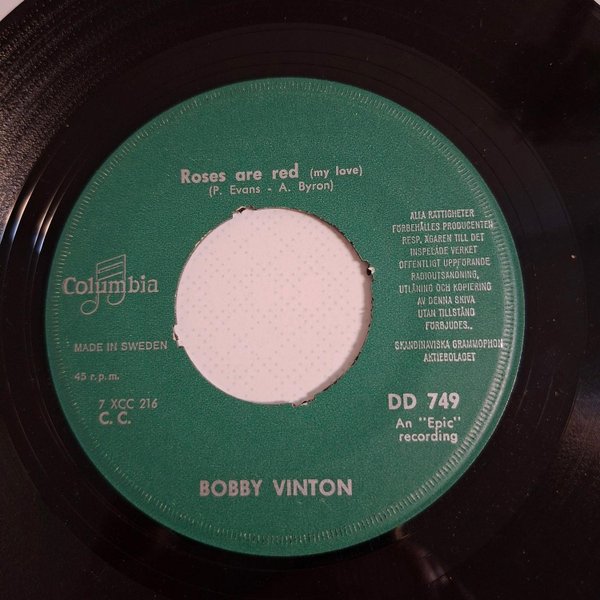 Roses are red (my love)
(P. Evans - A. Byron)
ALLA RÄTTIGHETER
FÖRBEHÅLLES PRODUCENTEN
RESP. ÄGAREN TILL DET
INSPELADE VERKET
OFFENTLIGT UPPFÖRANDE
RADIOUTSÄNDNING,
UTLÅNING OCH KOPIERING
AV DENNA SKIVA
UTAN TILLSTÅND
FÖRBJUDES..
SKANDINAVISKA GRAMMOPHON
AKTIEBOLAGET
Columbia
MADE IN SWEDEN
45 r.p.m.
7 XCC 216
C. C.
DD 749
An "Epic"
recording
BOBBY VINTON